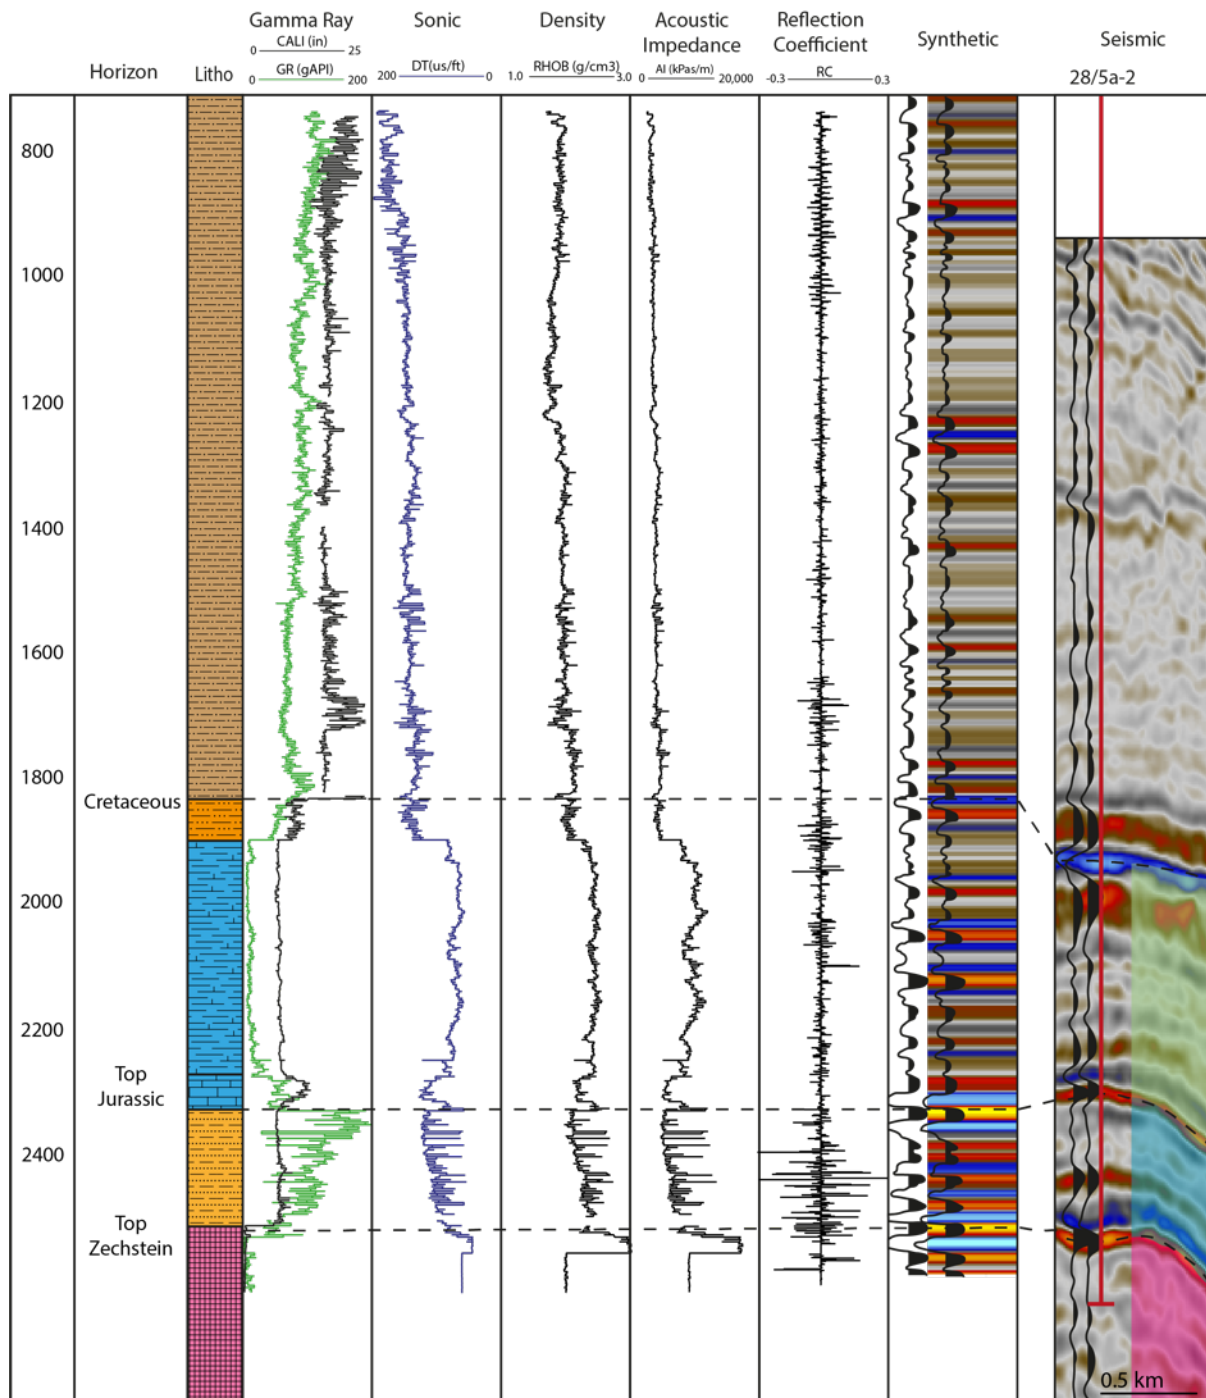 Gamma Ray
Sonic
Density
Acoustic
Impedance
Reflection
Coefficient
Synthetic
Seismic
Horizon
Litho
0 CALI (in) 25
0 GR (gAPI) 200
200 DT(us/ft) 0
1.0 RHOB (g/cm3) 3.0
0 AI (kPas/m) 20,000
-0.3 RC 0.3
28/5a-2
800
1000
1200
1400
1600
1800
Cretaceous
2000
2200
Top
Jurassic
2400
Top
Zechstein
0.5 km